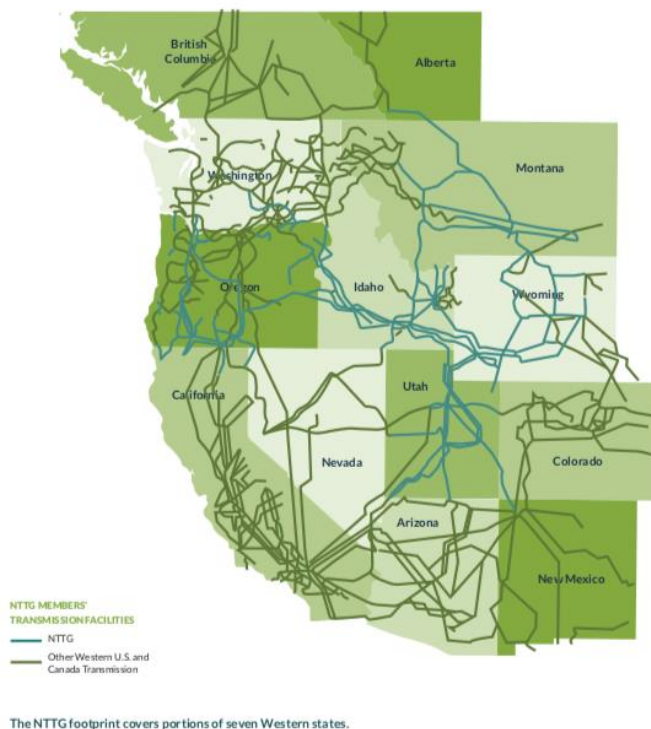 British
Columbia
Alberta
Washington
Montana
Oregon
Idaho
Wyoming
California
Utah
Nevada
Colorado
Arizona
New Mexico
NTTG MEMBERS'
TRANSMISSION FACILITIES
NTTG
Other Western U.S. and
Canada Transmission
The NTTG footprint covers portions of seven Western states.